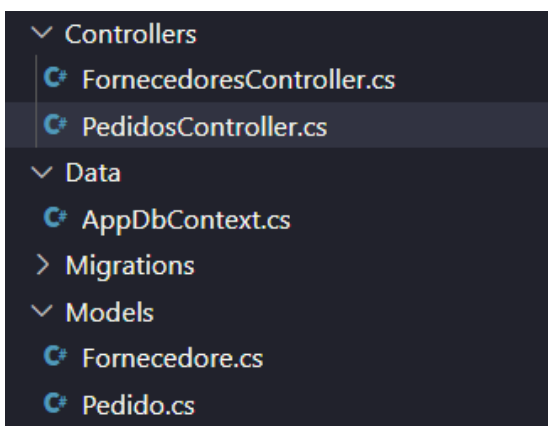 Controllers
C# FornecedoresController.cs
C# PedidosController.cs
Data
C# AppDbContext.cs
Migrations
Models
C# Fornecedore.cs
C# Pedido.cs